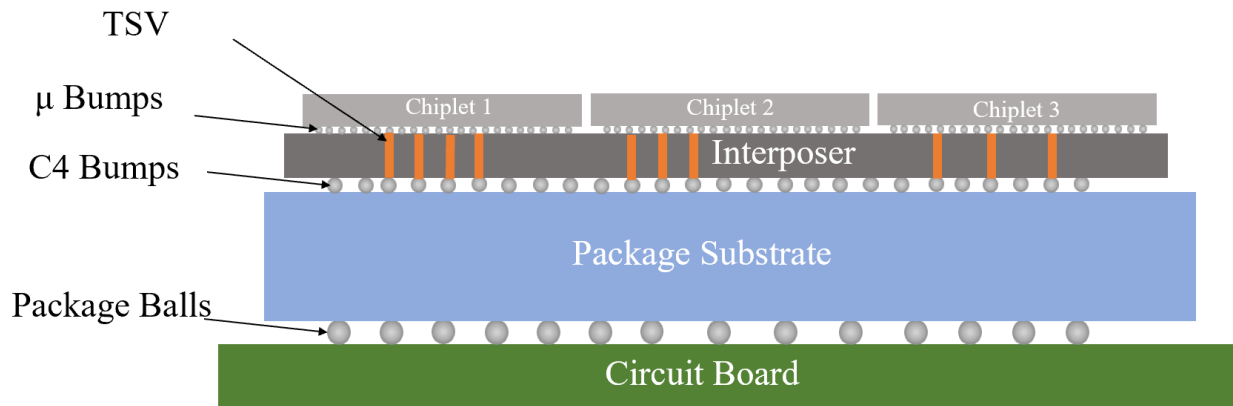 TSV
μ Bumps
Chiplet 1
Chiplet 2
Chiplet 3
Interposer
C4 Bumps
Package Substrate
Package Balls
Circuit Board